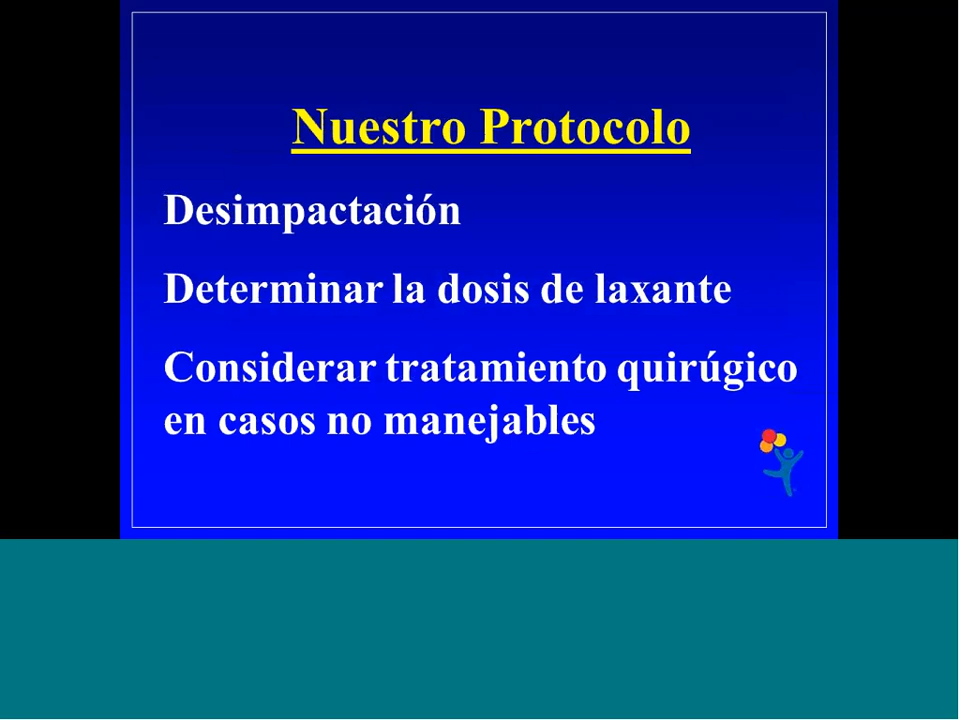 Nuestro Protocolo
Desimpactación
Determinar la dosis de laxante
Considerar tratamiento quirúgico
en casos no manejables